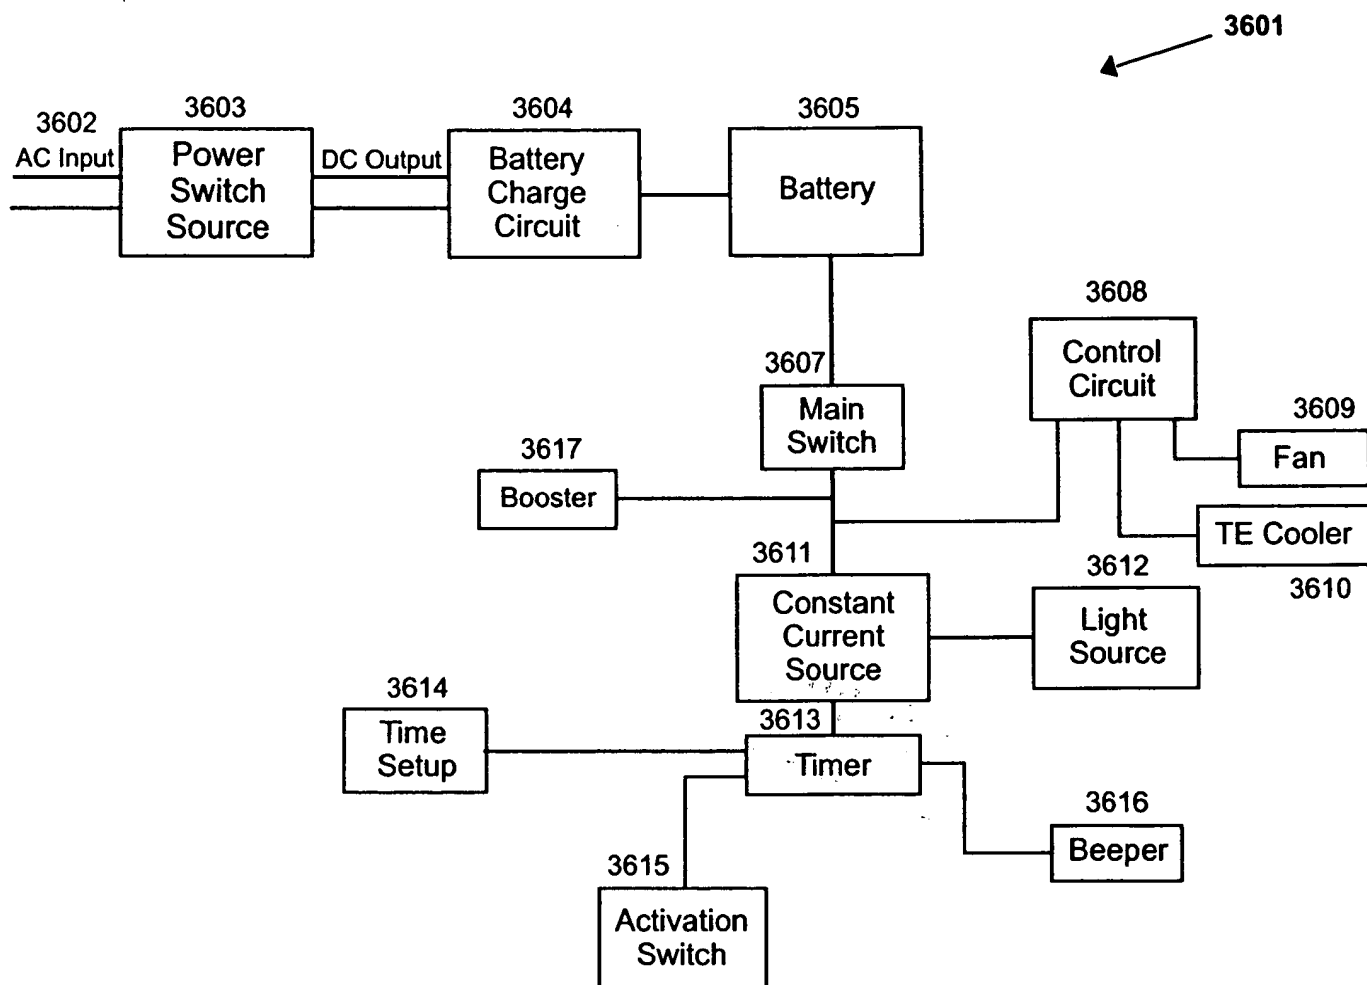 3601
3602
AC Input
3603
Power
Switch
Source
DC Output
3604
Battery
Charge
Circuit
3605
Battery
3607
Main
Switch
3608
Control
Circuit
3609
Fan
TE Cooler
3610
3617
Booster
3611
Constant
Current
Source
3612
Light
Source
3613
Timer
3614
Time
Setup
3615
Activation
Switch
3616
Beeper